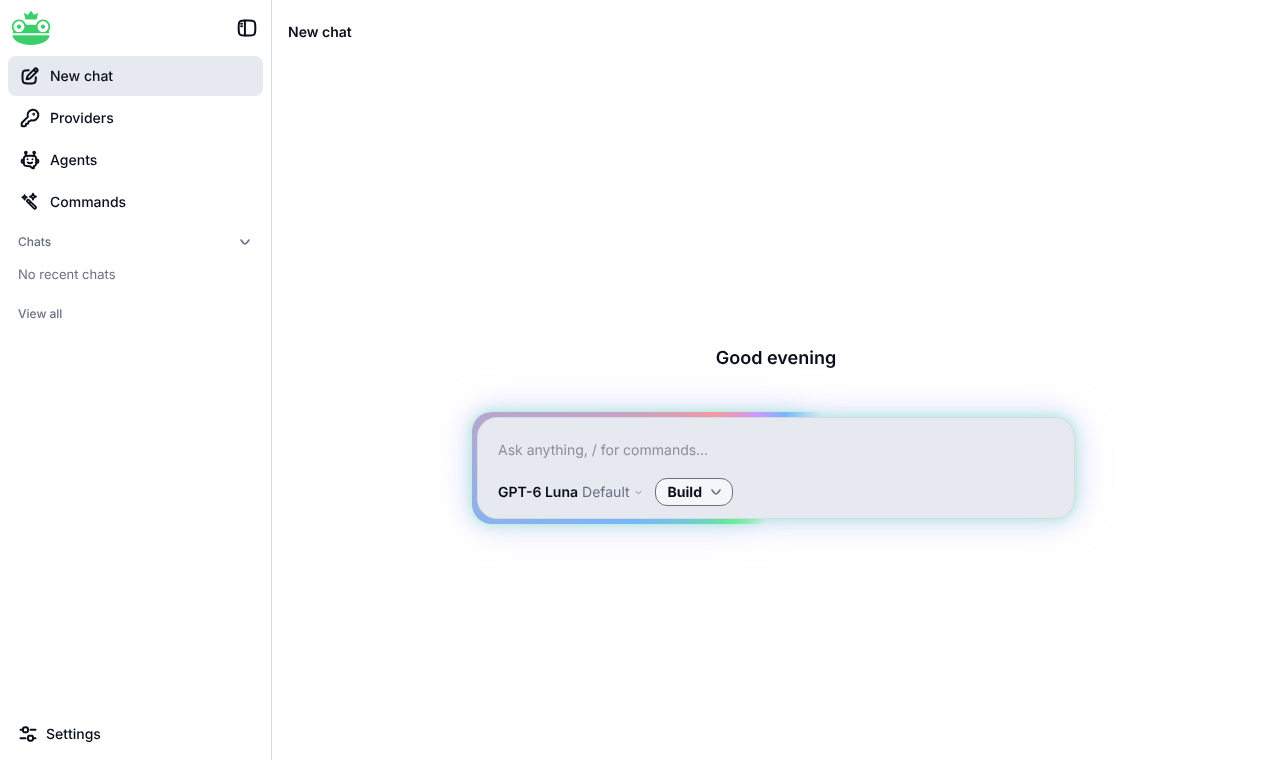 New chat
New chat
Providers
Agents
Commands
Chats
No recent chats
View all
Good evening
Ask anything, / for commands...
GPT-6 Luna Default Build
Settings